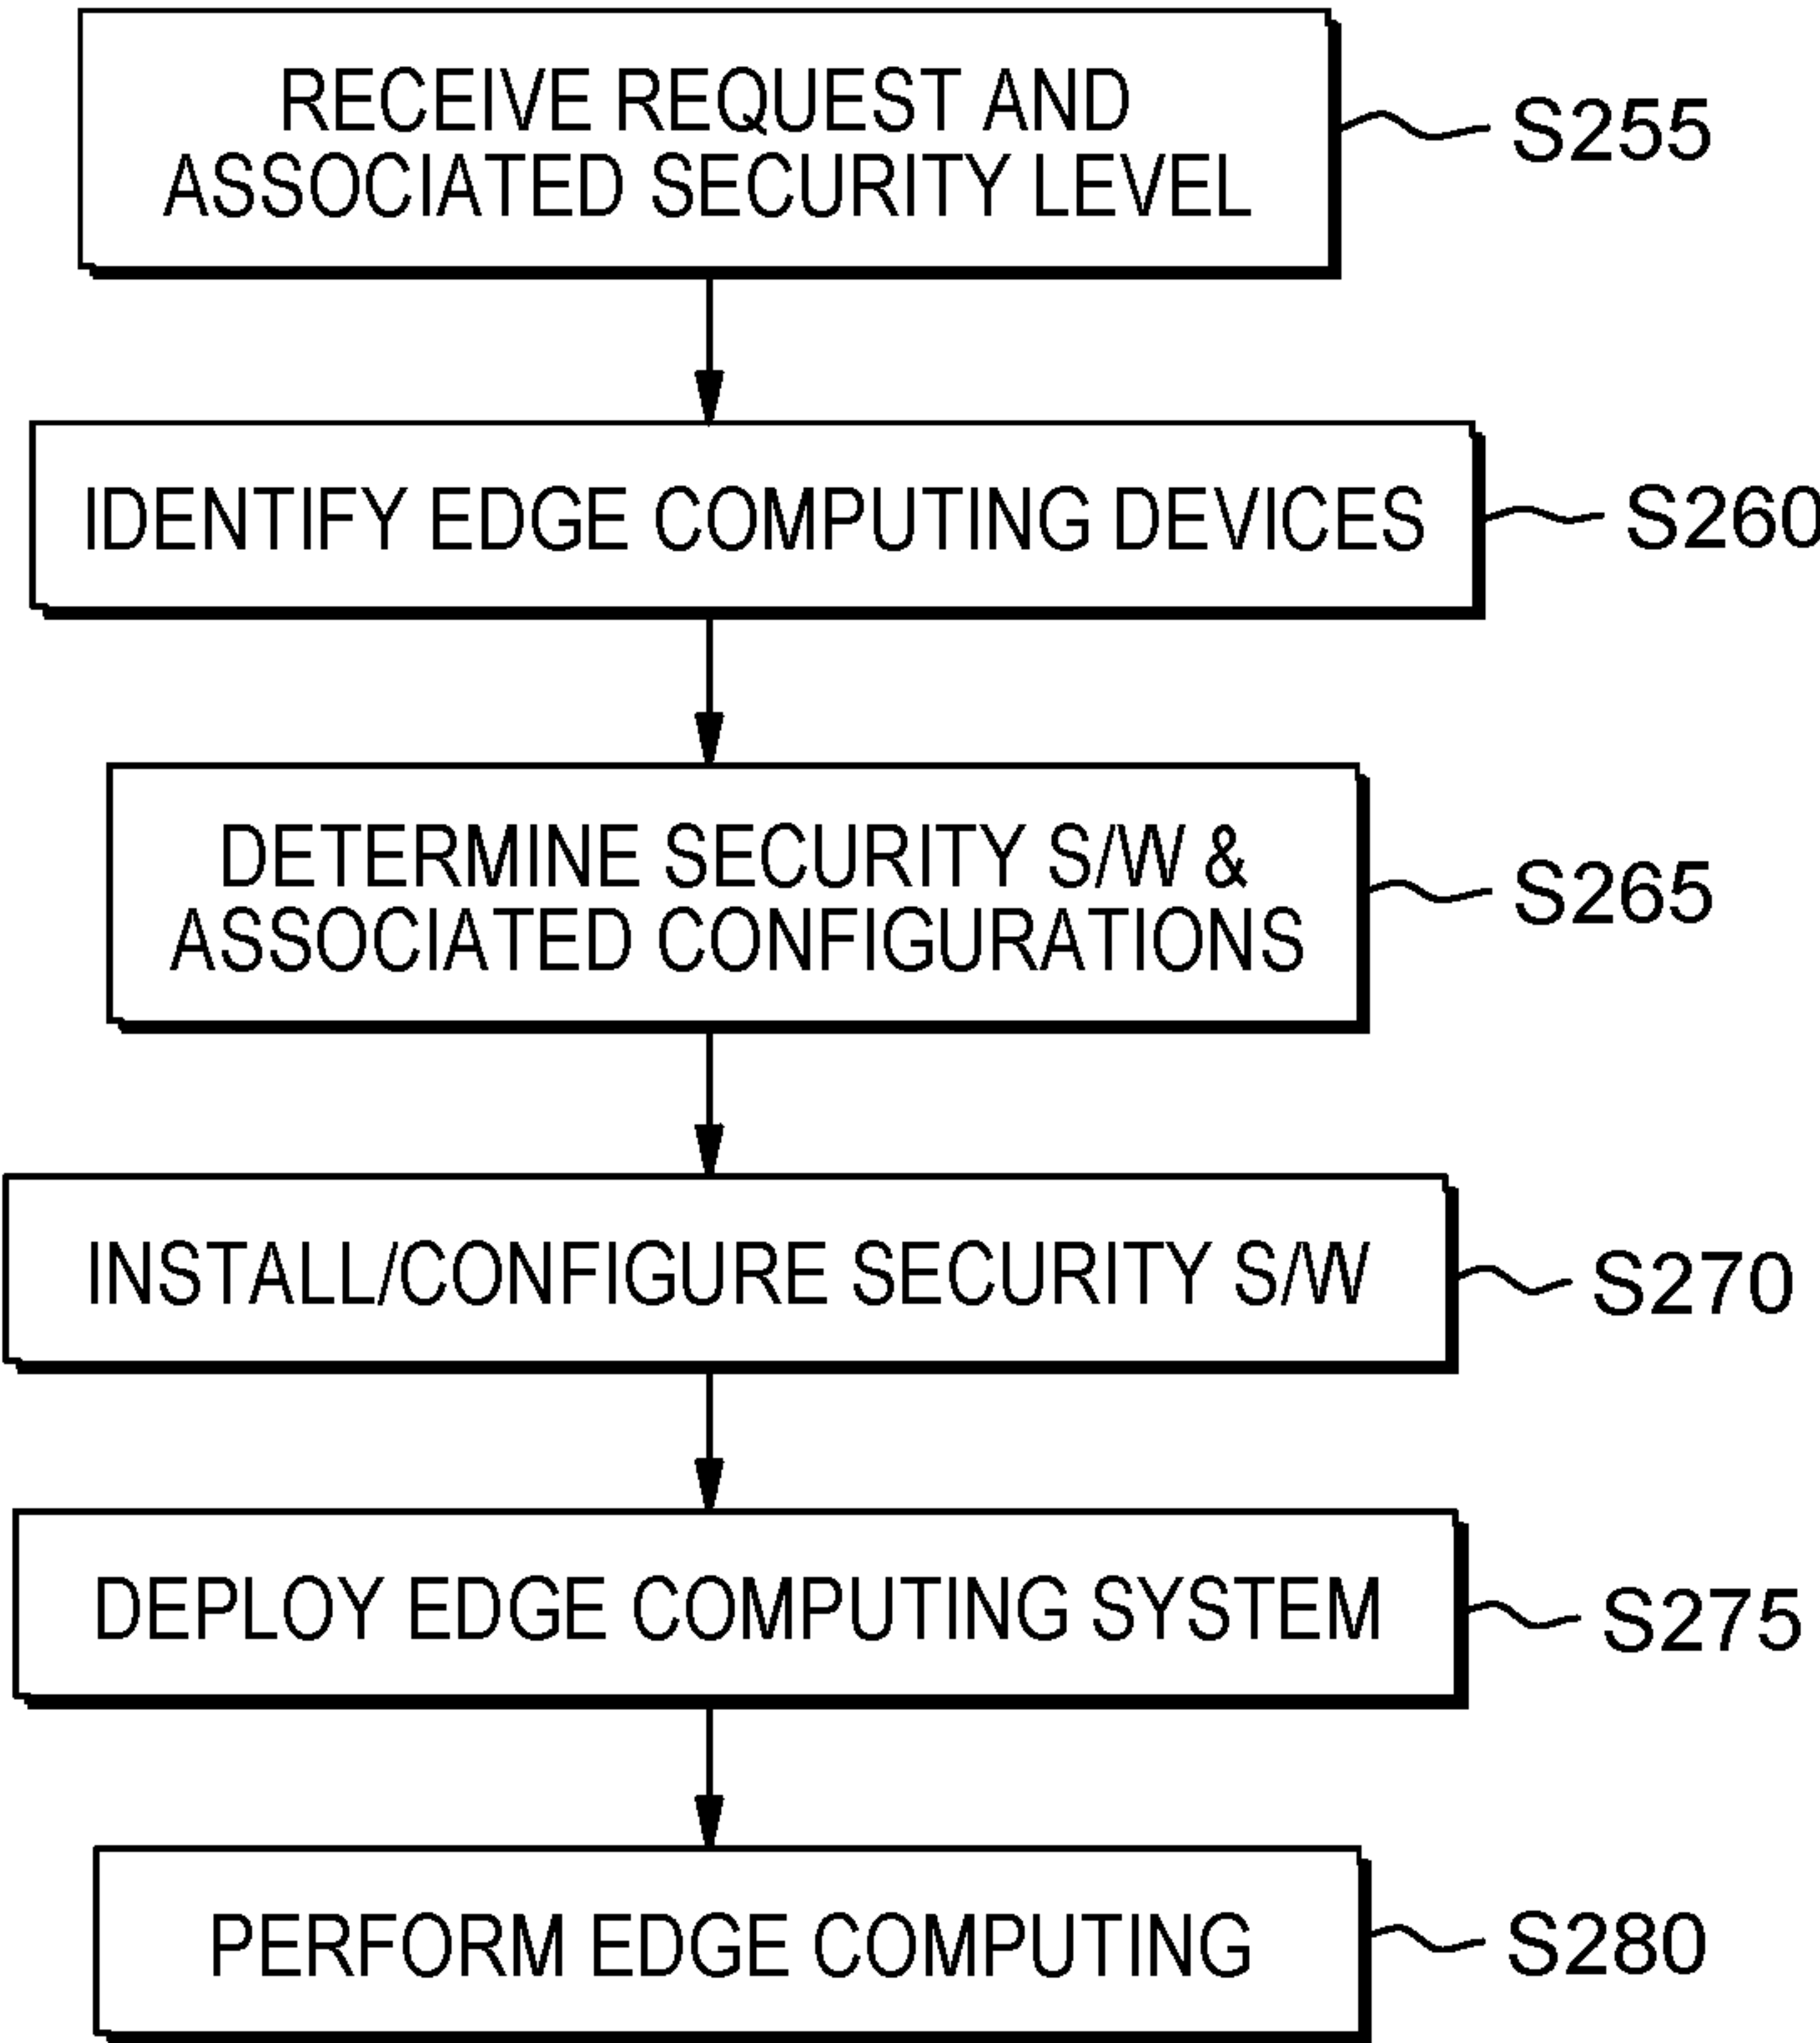 RECEIVE REQUEST AND
ASSOCIATED SECURITY LEVEL
S255
IDENTIFY EDGE COMPUTING DEVICES
S260
DETERMINE SECURITY S/W &
ASSOCIATED CONFIGURATIONS
S265
INSTALL/CONFIGURE SECURITY S/W
S270
DEPLOY EDGE COMPUTING SYSTEM
S275
PERFORM EDGE COMPUTING
S280